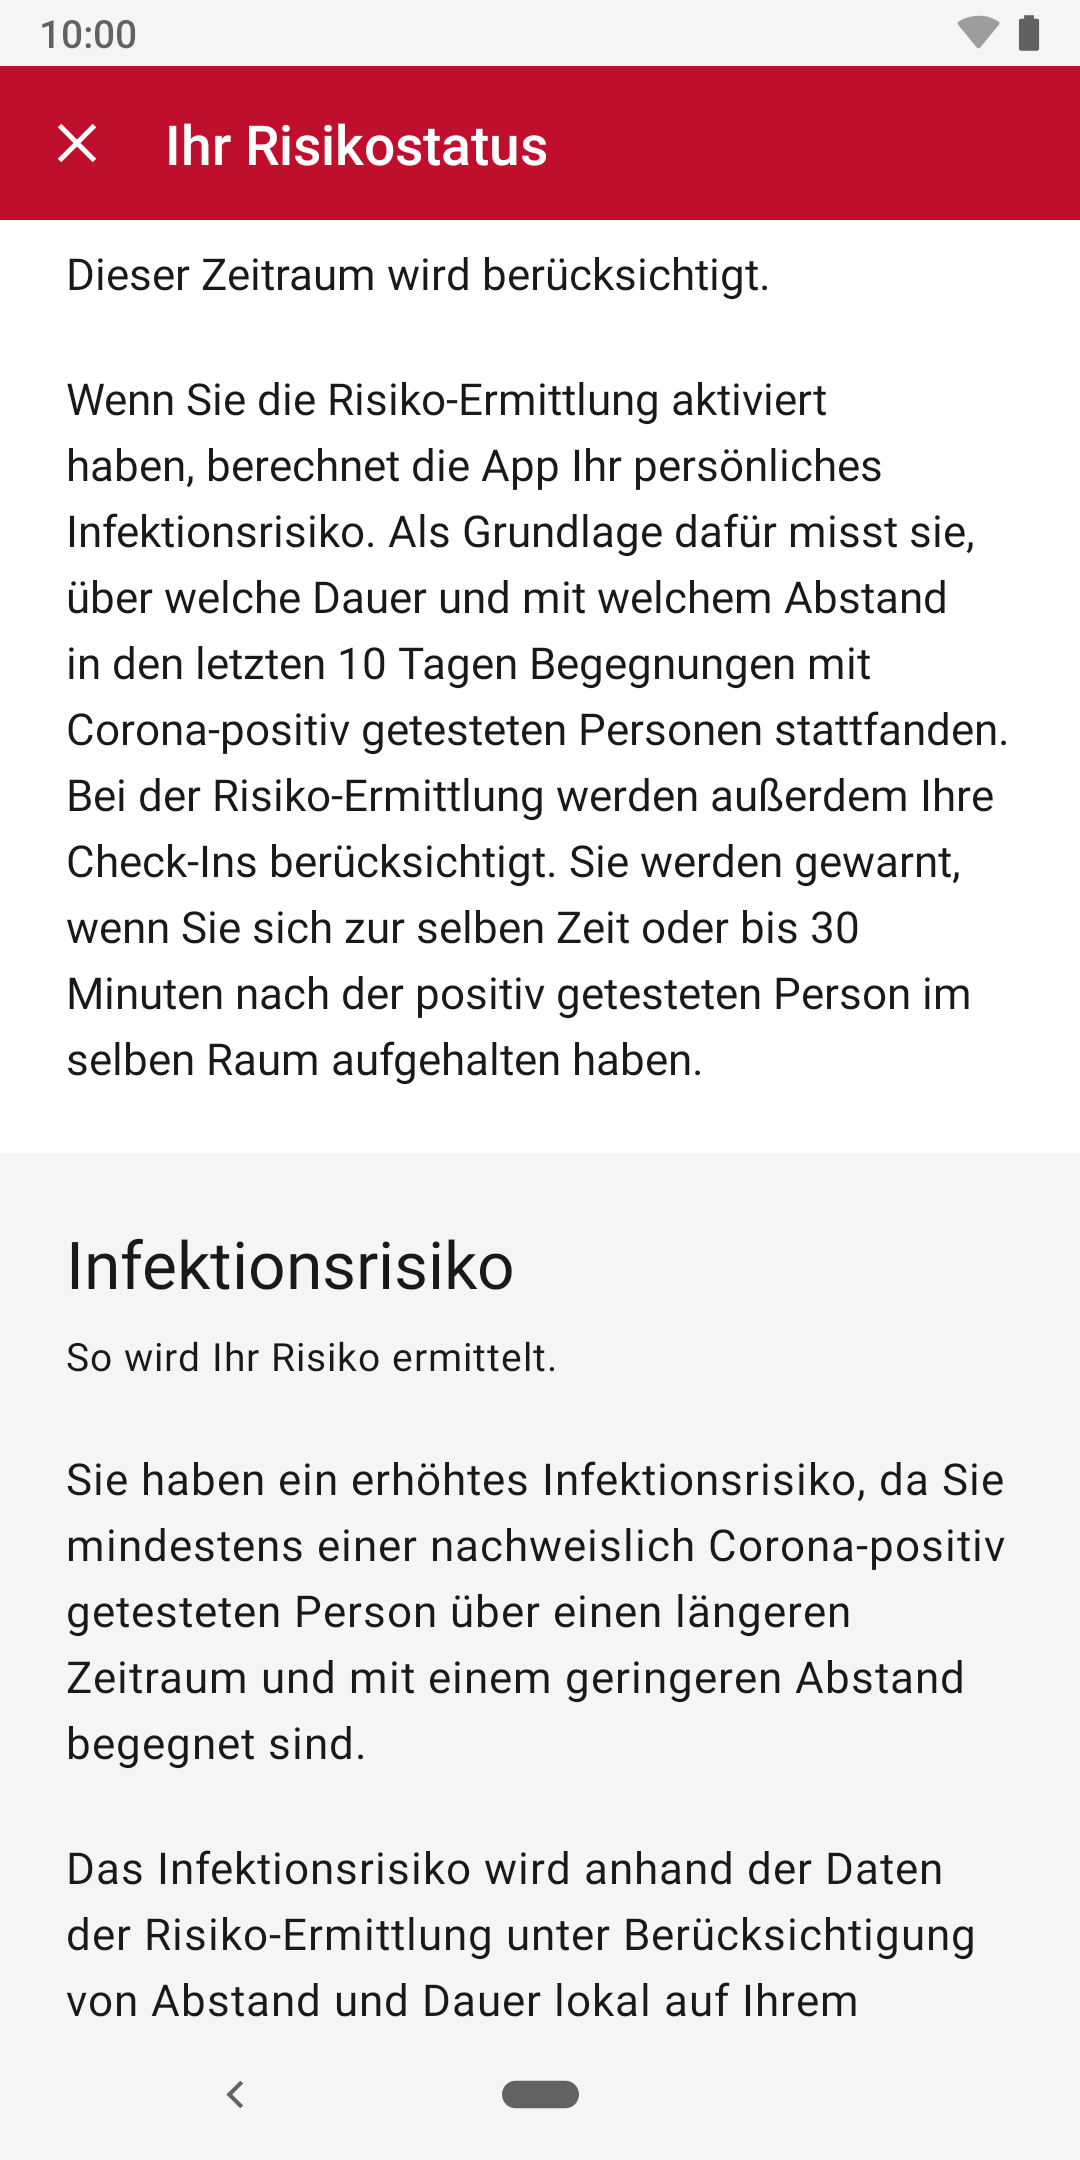 10:00
Ihr Risikostatus
Dieser Zeitraum wird berücksichtigt.
Wenn Sie die Risiko-Ermittlung aktiviert
haben, berechnet die App Ihr persönliches
Infektionsrisiko. Als Grundlage dafür misst sie,
über welche Dauer und mit welchem Abstand
in den letzten 10 Tagen Begegnungen mit
Corona-positiv getesteten Personen stattfanden.
Bei der Risiko-Ermittlung werden außerdem Ihre
Check-Ins berücksichtigt. Sie werden gewarnt,
wenn Sie sich zur selben Zeit oder bis 30
Minuten nach der positiv getesteten Person im
selben Raum aufgehalten haben.
Infektionsrisiko
So wird Ihr Risiko ermittelt.
Sie haben ein erhöhtes Infektionsrisiko, da Sie
mindestens einer nachweislich Corona-positiv
getesteten Person über einen längeren
Zeitraum und mit einem geringeren Abstand
begegnet sind.
Das Infektionsrisiko wird anhand der Daten
der Risiko-Ermittlung unter Berücksichtigung
von Abstand und Dauer lokal auf Ihrem